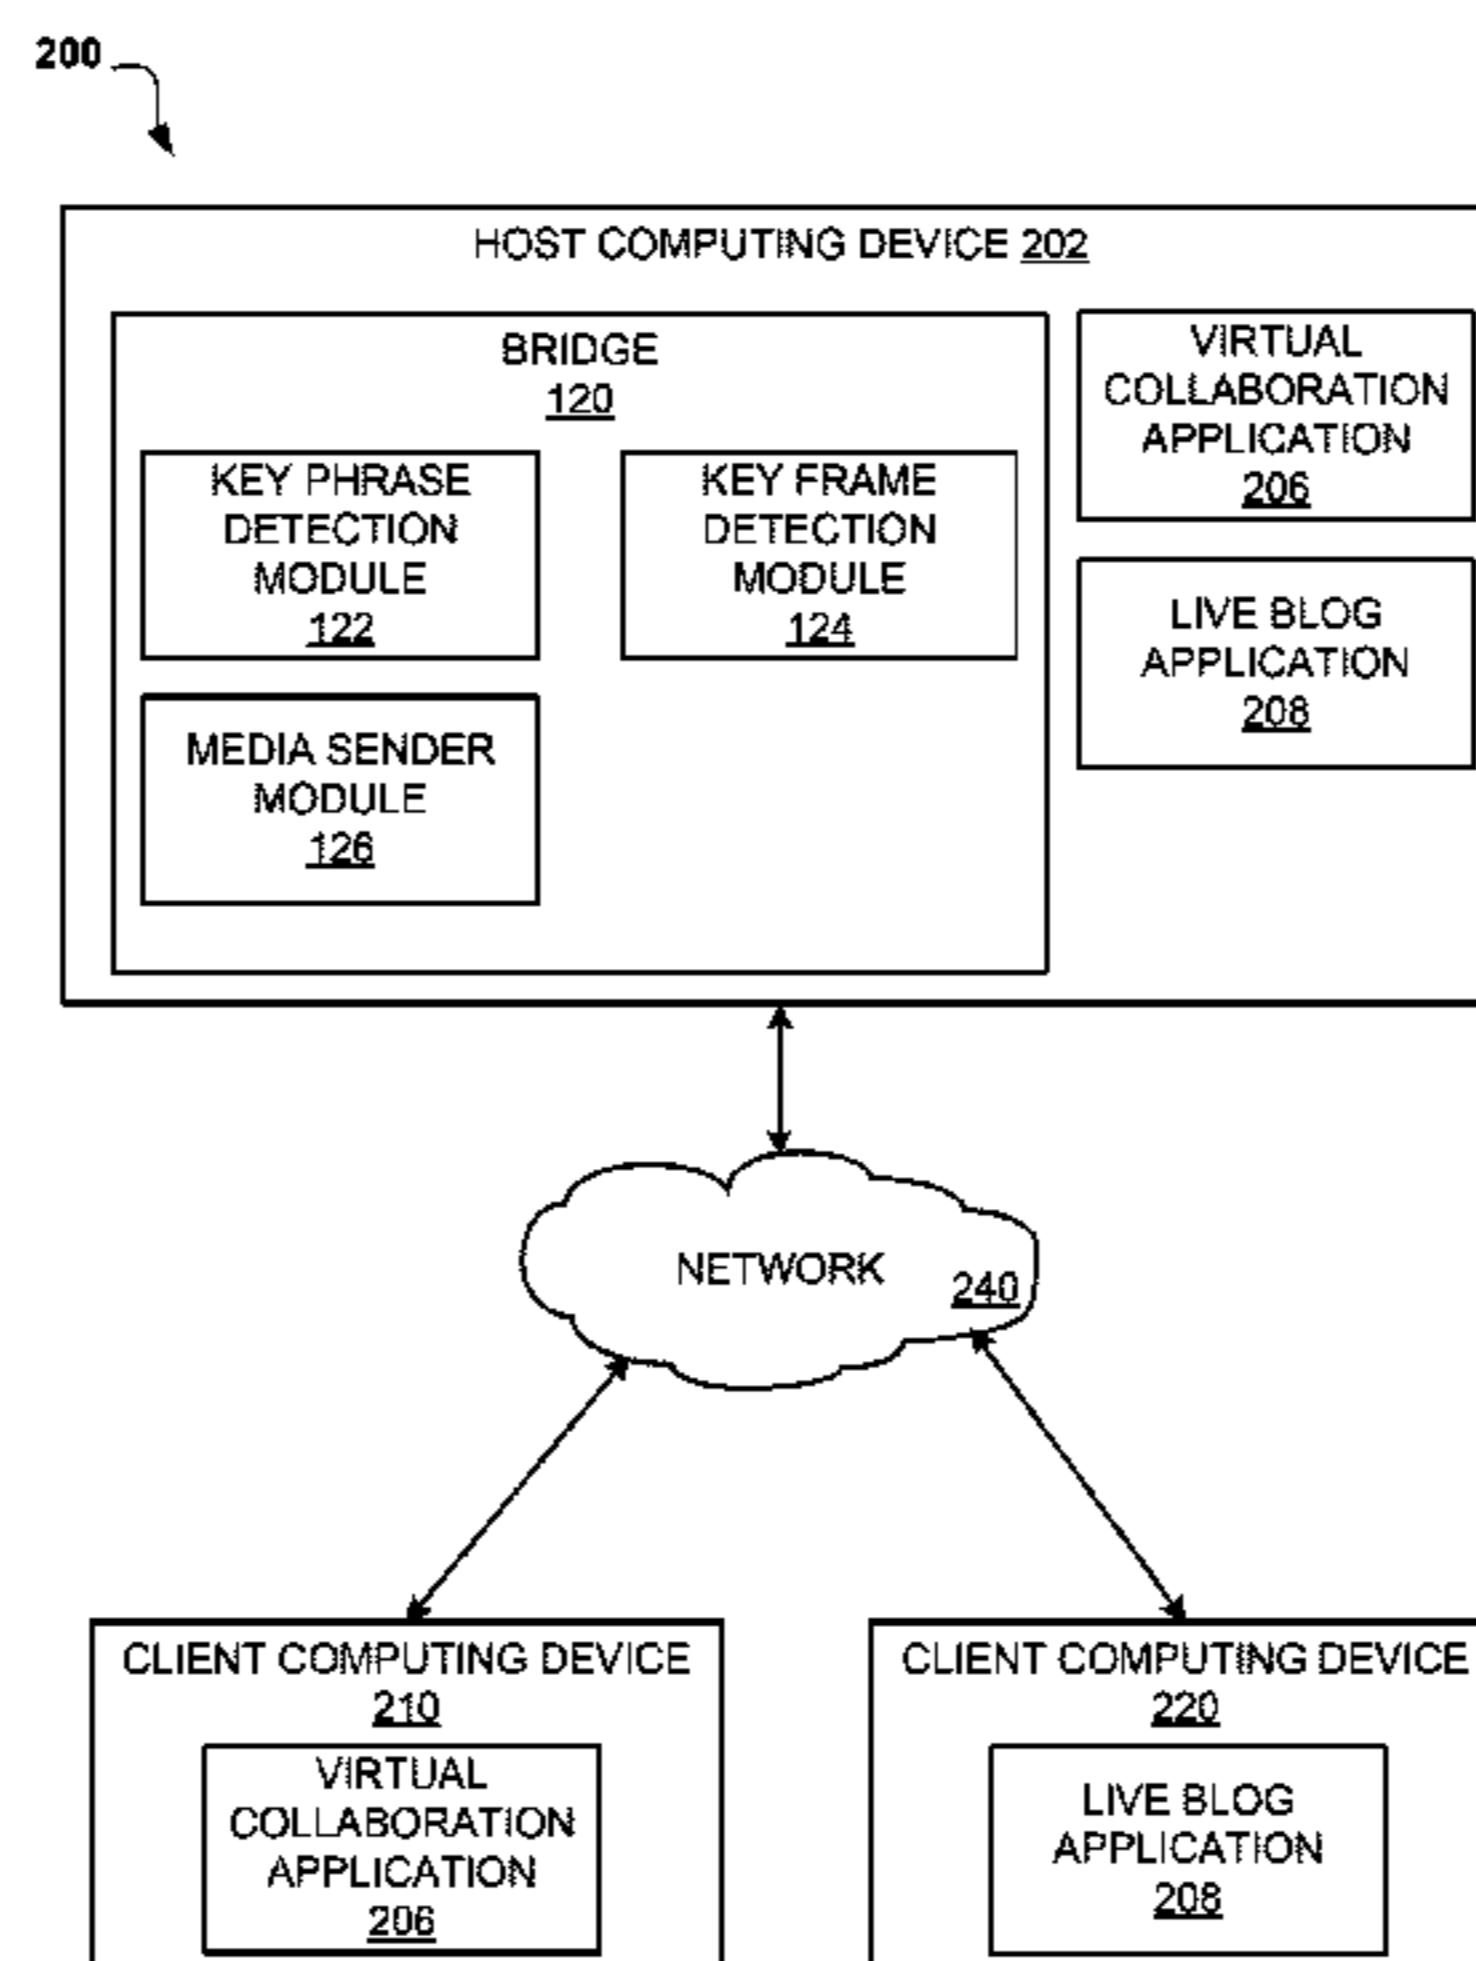 200
HOST COMPUTING DEVICE 202
BRIDGE
120
KEY PHRASE
DETECTION
MODULE
122
KEY FRAME
DETECTION
MODULE
124
MEDIA SENDER
MODULE
126
VIRTUAL
COLLABORATION
APPLICATION
206
LIVE BLOG
APPLICATION
208
NETWORK
240
CLIENT COMPUTING DEVICE
210
VIRTUAL
COLLABORATION
APPLICATION
206
CLIENT COMPUTING DEVICE
220
LIVE BLOG
APPLICATION
208